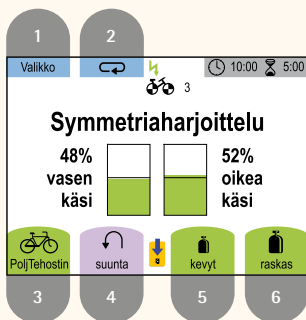 1 2
Valikko 10:00 5:00
3
Symmetriaharjoittelu
48% 52%
vasen oikea
käsi käsi
PoljTehostin suunta kevyt raskas
3 4 5 6